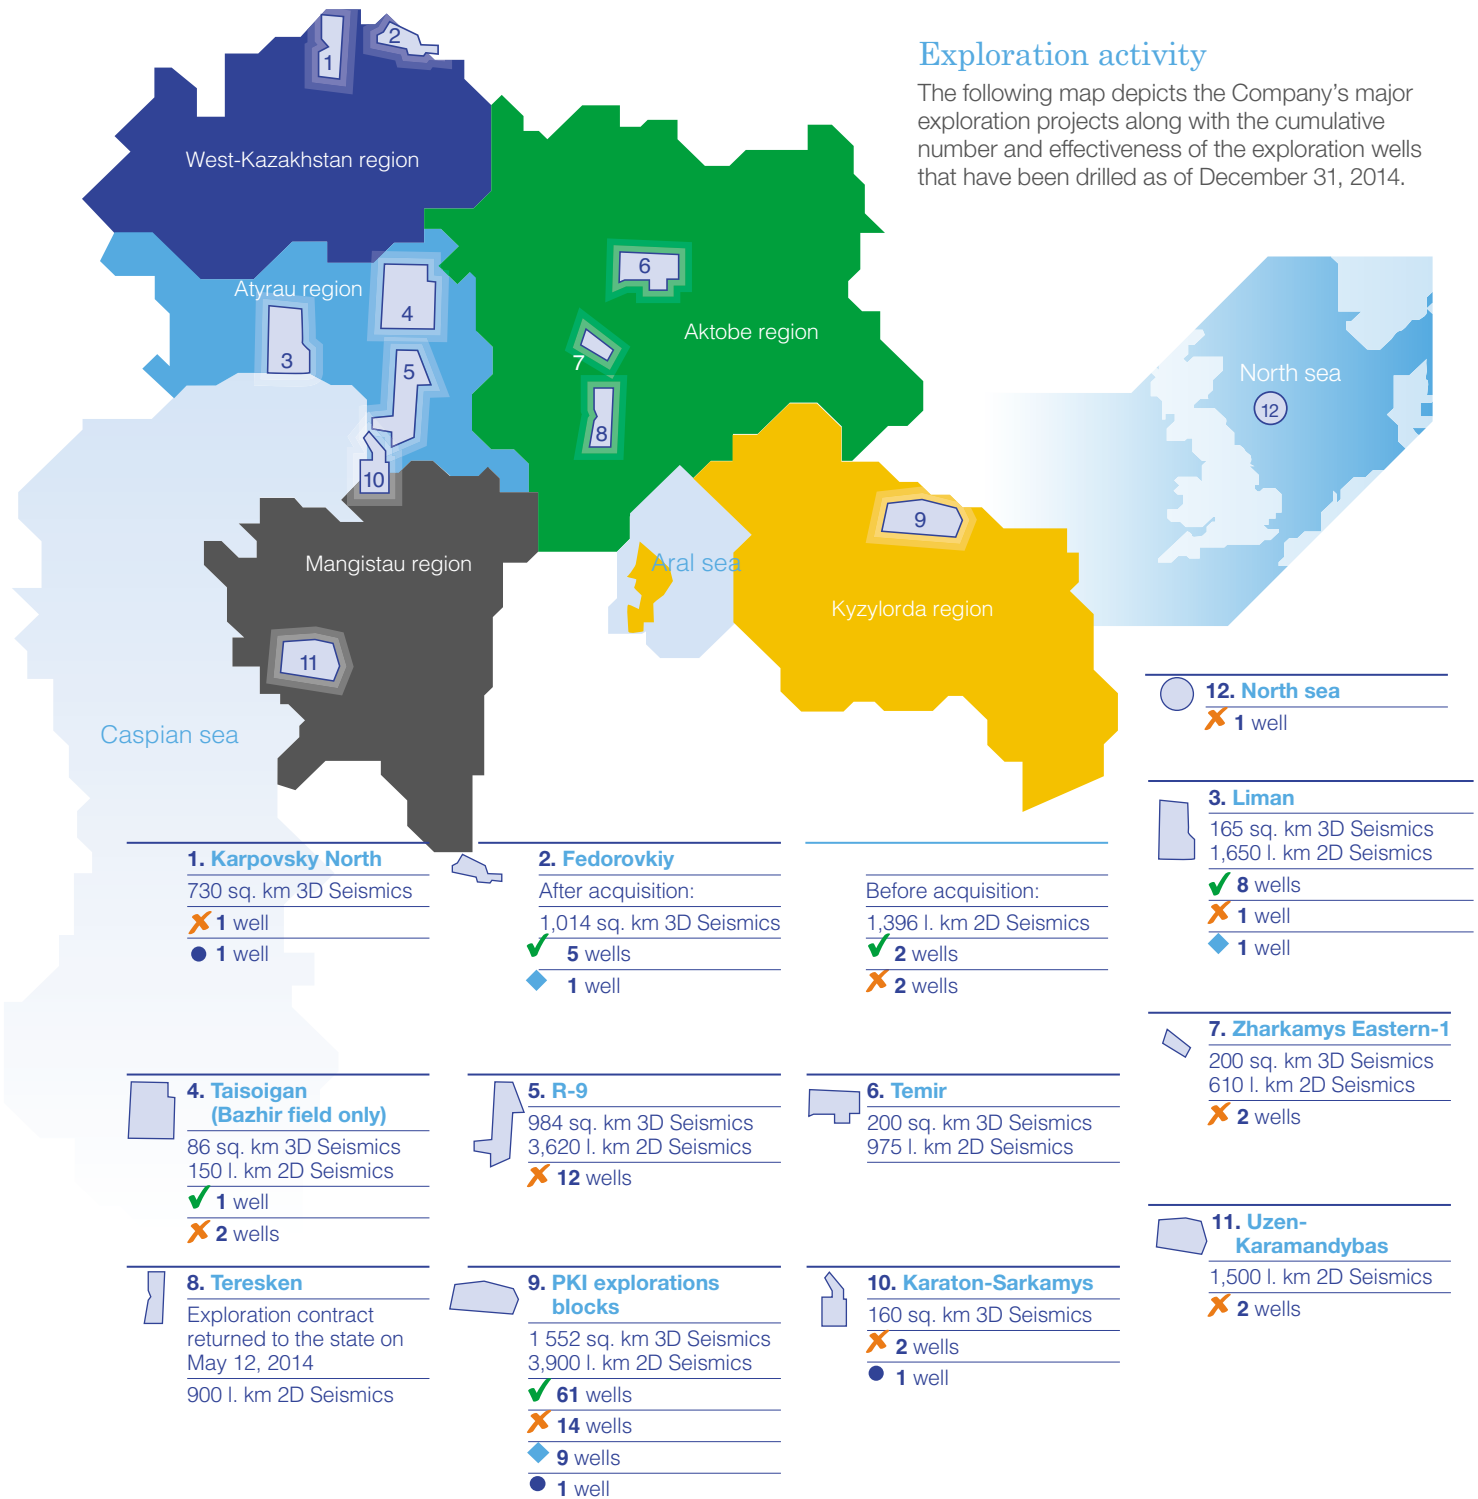 Exploration activity
The following map depicts the Company's major
exploration projects along with the cumulative
number and effectiveness of the exploration wells
that have been drilled as of December 31, 2014.
1
2
West-Kazakhstan region
Atyrau region
3
4
5
6
Aktobe region
7
8
North sea
12
10
9
Mangistau region
Aral sea
Kyzylorda region
11
Caspian sea
12. North sea
1 well
3. Liman
165 sq. km 3D Seismics
1,650 l. km 2D Seismics
8 wells
1 well
1 well
1. Karpovsky North
730 sq. km 3D Seismics
1 well
1 well
2. Fedorovkiy
After acquisition:
1,014 sq. km 3D Seismics
5 wells
1 well
Before acquisition:
1,396 l. km 2D Seismics
2 wells
2 wells
7. Zharkamys Eastern-1
200 sq. km 3D Seismics
610 l. km 2D Seismics
2 wells
4. Taisoigan
(Bazhir field only)
86 sq. km 3D Seismics
150 l. km 2D Seismics
1 well
2 wells
5. R-9
984 sq. km 3D Seismics
3,620 l. km 2D Seismics
12 wells
6. Temir
200 sq. km 3D Seismics
975 l. km 2D Seismics
11. Uzen-
Karamandybas
1,500 l. km 2D Seismics
2 wells
8. Teresken
Exploration contract
returned to the state on
May 12, 2014
900 l. km 2D Seismics
9. PKI explorations
blocks
1 552 sq. km 3D Seismics
3,900 l. km 2D Seismics
61 wells
14 wells
9 wells
1 well
10. Karaton-Sarkamys
160 sq. km 3D Seismics
2 wells
1 well